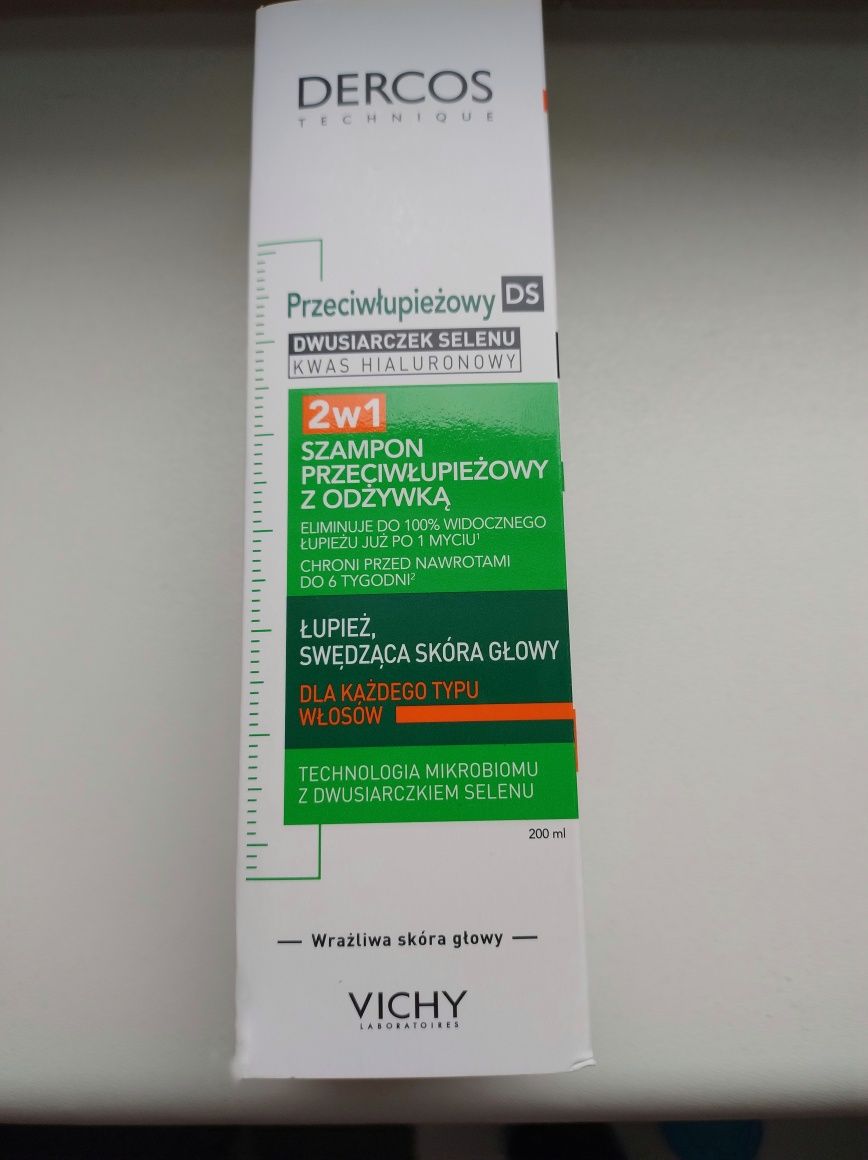 DERCOS
TECHNIQUE
Przeciwłupieżowy DS
DWUSIARCZEK SELENU
KWAS HIALURONOWY
2w1
SZAMPON
PRZECIWŁUPIEŻOWY
Z ODŻYWKĄ
ELIMINUJE DO 100% WIDOCZNEGO
ŁUPIEŻU JUŻ PO 1 MYCIU¹
CHRONI PRZED NAWROTAMI
DO 6 TYGODNI²
ŁUPIEŻ,
SWĘDZĄCA SKÓRA GŁOWY
DLA KAŻDEGO TYPU
WŁOSÓW
TECHNOLOGIA MIKROBIOMU
Z DWUSIARCZKIEM SELENU
200 ml
Wrażliwa skóra głowy
VICHY
LABORATOIRES